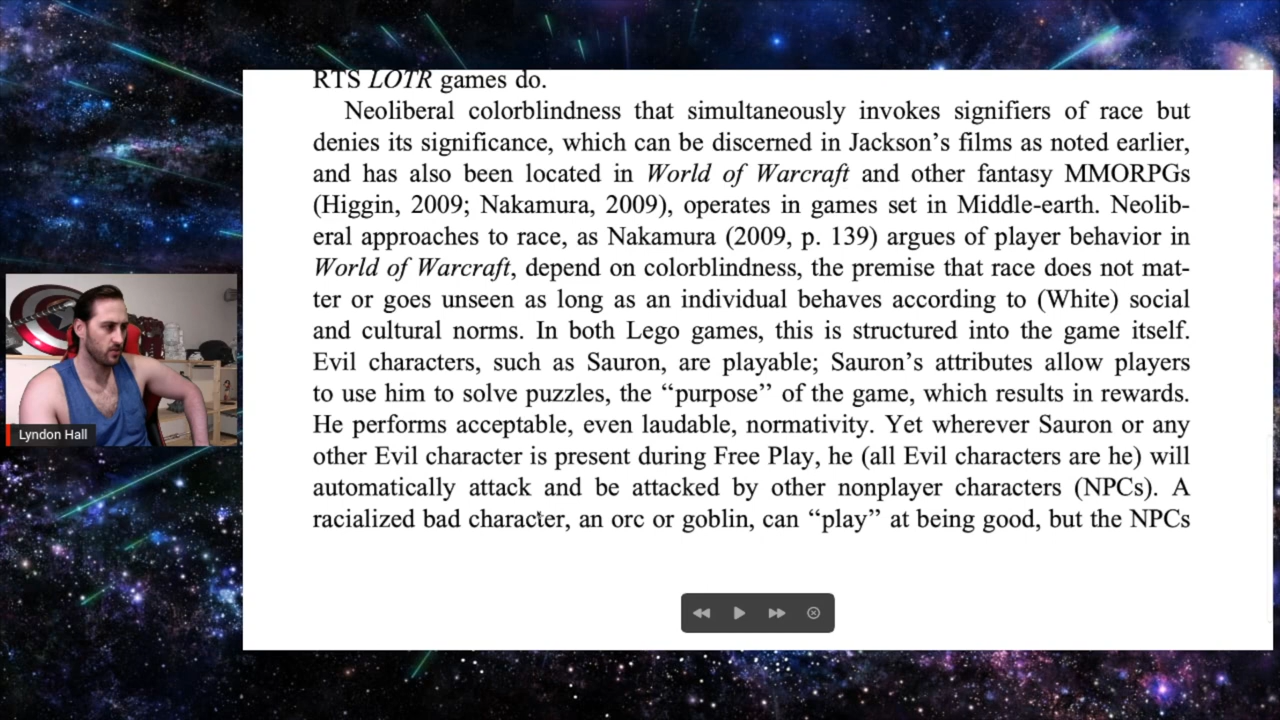 RTS LOTR games do.
Neoliberal colorblindness that simultaneously invokes signifiers of race but
denies its significance, which can be discerned in Jackson’s films as noted earlier,
and has also been located in World of Warcraft and other fantasy MMORPGs
(Higgin, 2009; Nakamura, 2009), operates in games set in Middle-earth. Neolib-
eral approaches to race, as Nakamura (2009, p. 139) argues of player behavior in
World of Warcraft, depend on colorblindness, the premise that race does not mat-
ter or goes unseen as long as an individual behaves according to (White) social
and cultural norms. In both Lego games, this is structured into the game itself.
Evil characters, such as Sauron, are playable; Sauron’s attributes allow players
to use him to solve puzzles, the ‘‘purpose’’ of the game, which results in rewards.
He performs acceptable, even laudable, normativity. Yet wherever Sauron or any
other Evil character is present during Free Play, he (all Evil characters are he) will
automatically attack and be attacked by other nonplayer characters (NPCs). A
racialized bad character, an orc or goblin, can ‘‘play’’ at being good, but the NPCs
Lyndon Hall